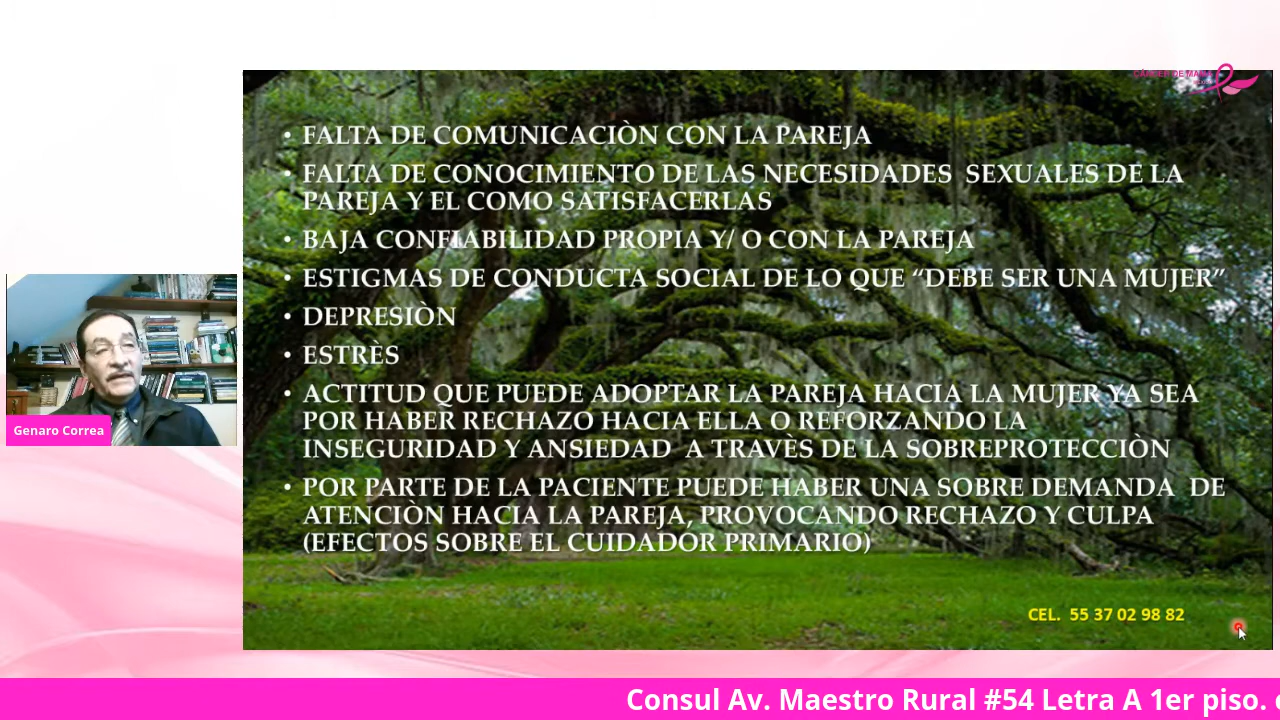 CÁNCER DE MAMA
• FALTA DE COMUNICACIÒN CON LA PAREJA
• FALTA DE CONOCIMIENTO DE LAS NECESIDADES  SEXUALES DE LA
PAREJA Y EL COMO SATISFACERLAS
• BAJA CONFIABILIDAD PROPIA Y/ O CON LA PAREJA
• ESTIGMAS DE CONDUCTA SOCIAL DE LO QUE “DEBE SER UNA MUJER”
• DEPRESIÒN
• ESTRÈS
• ACTITUD QUE PUEDE ADOPTAR LA PAREJA HACIA LA MUJER YA SEA
POR HABER RECHAZO HACIA ELLA O REFORZANDO LA
INSEGURIDAD Y ANSIEDAD  A TRAVÈS DE LA SOBREPROTECCIÒN
• POR PARTE DE LA PACIENTE PUEDE HABER UNA SOBRE DEMANDA  DE
ATENCIÒN HACIA LA PAREJA, PROVOCANDO RECHAZO Y CULPA
(EFECTOS SOBRE EL CUIDADOR PRIMARIO)
CEL.  55 37 02 98 82
Genaro Correa
Consul Av. Maestro Rural #54 Letra A 1er piso.